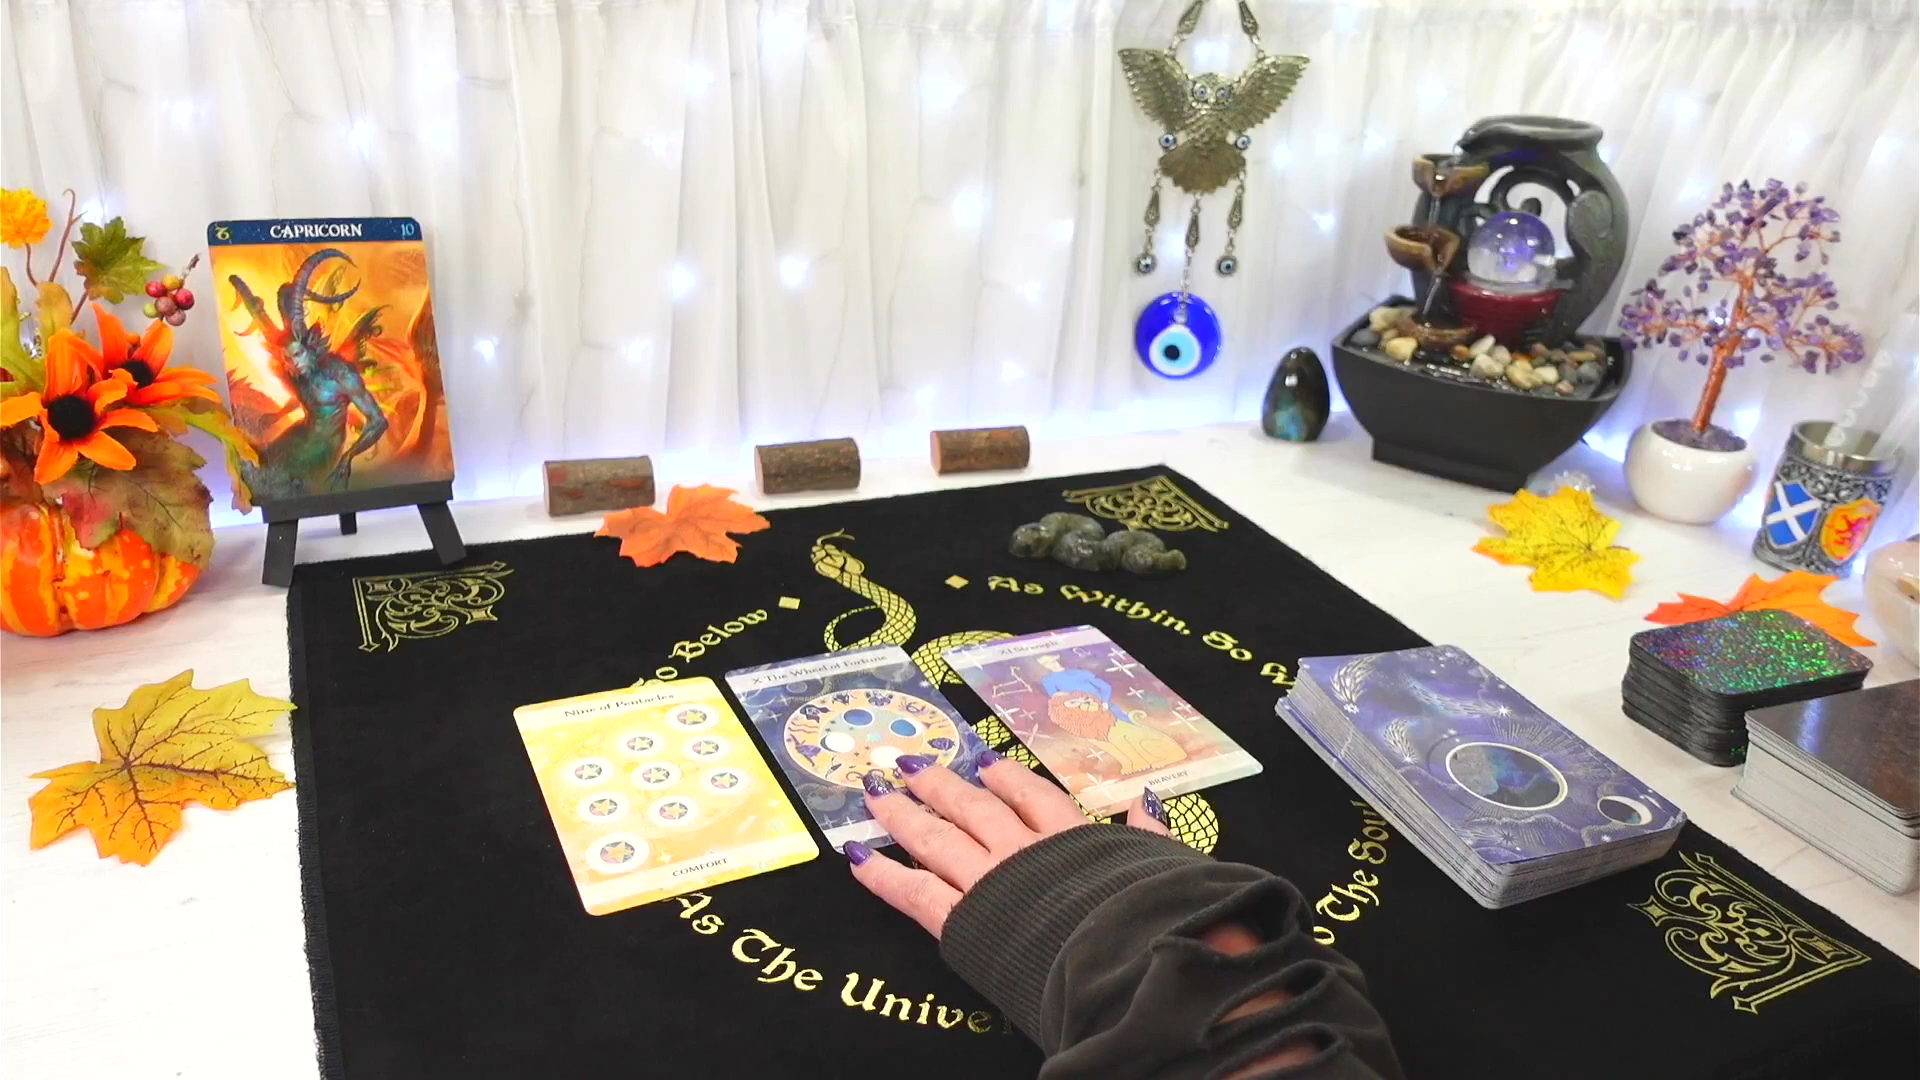 CAPRICORN 10
So Below
As Within, So W
Nine of Pentacles
X The Wheel of Fortune
XI Strength
COMFORT
BRAVERY
As The Unive
To The Soul